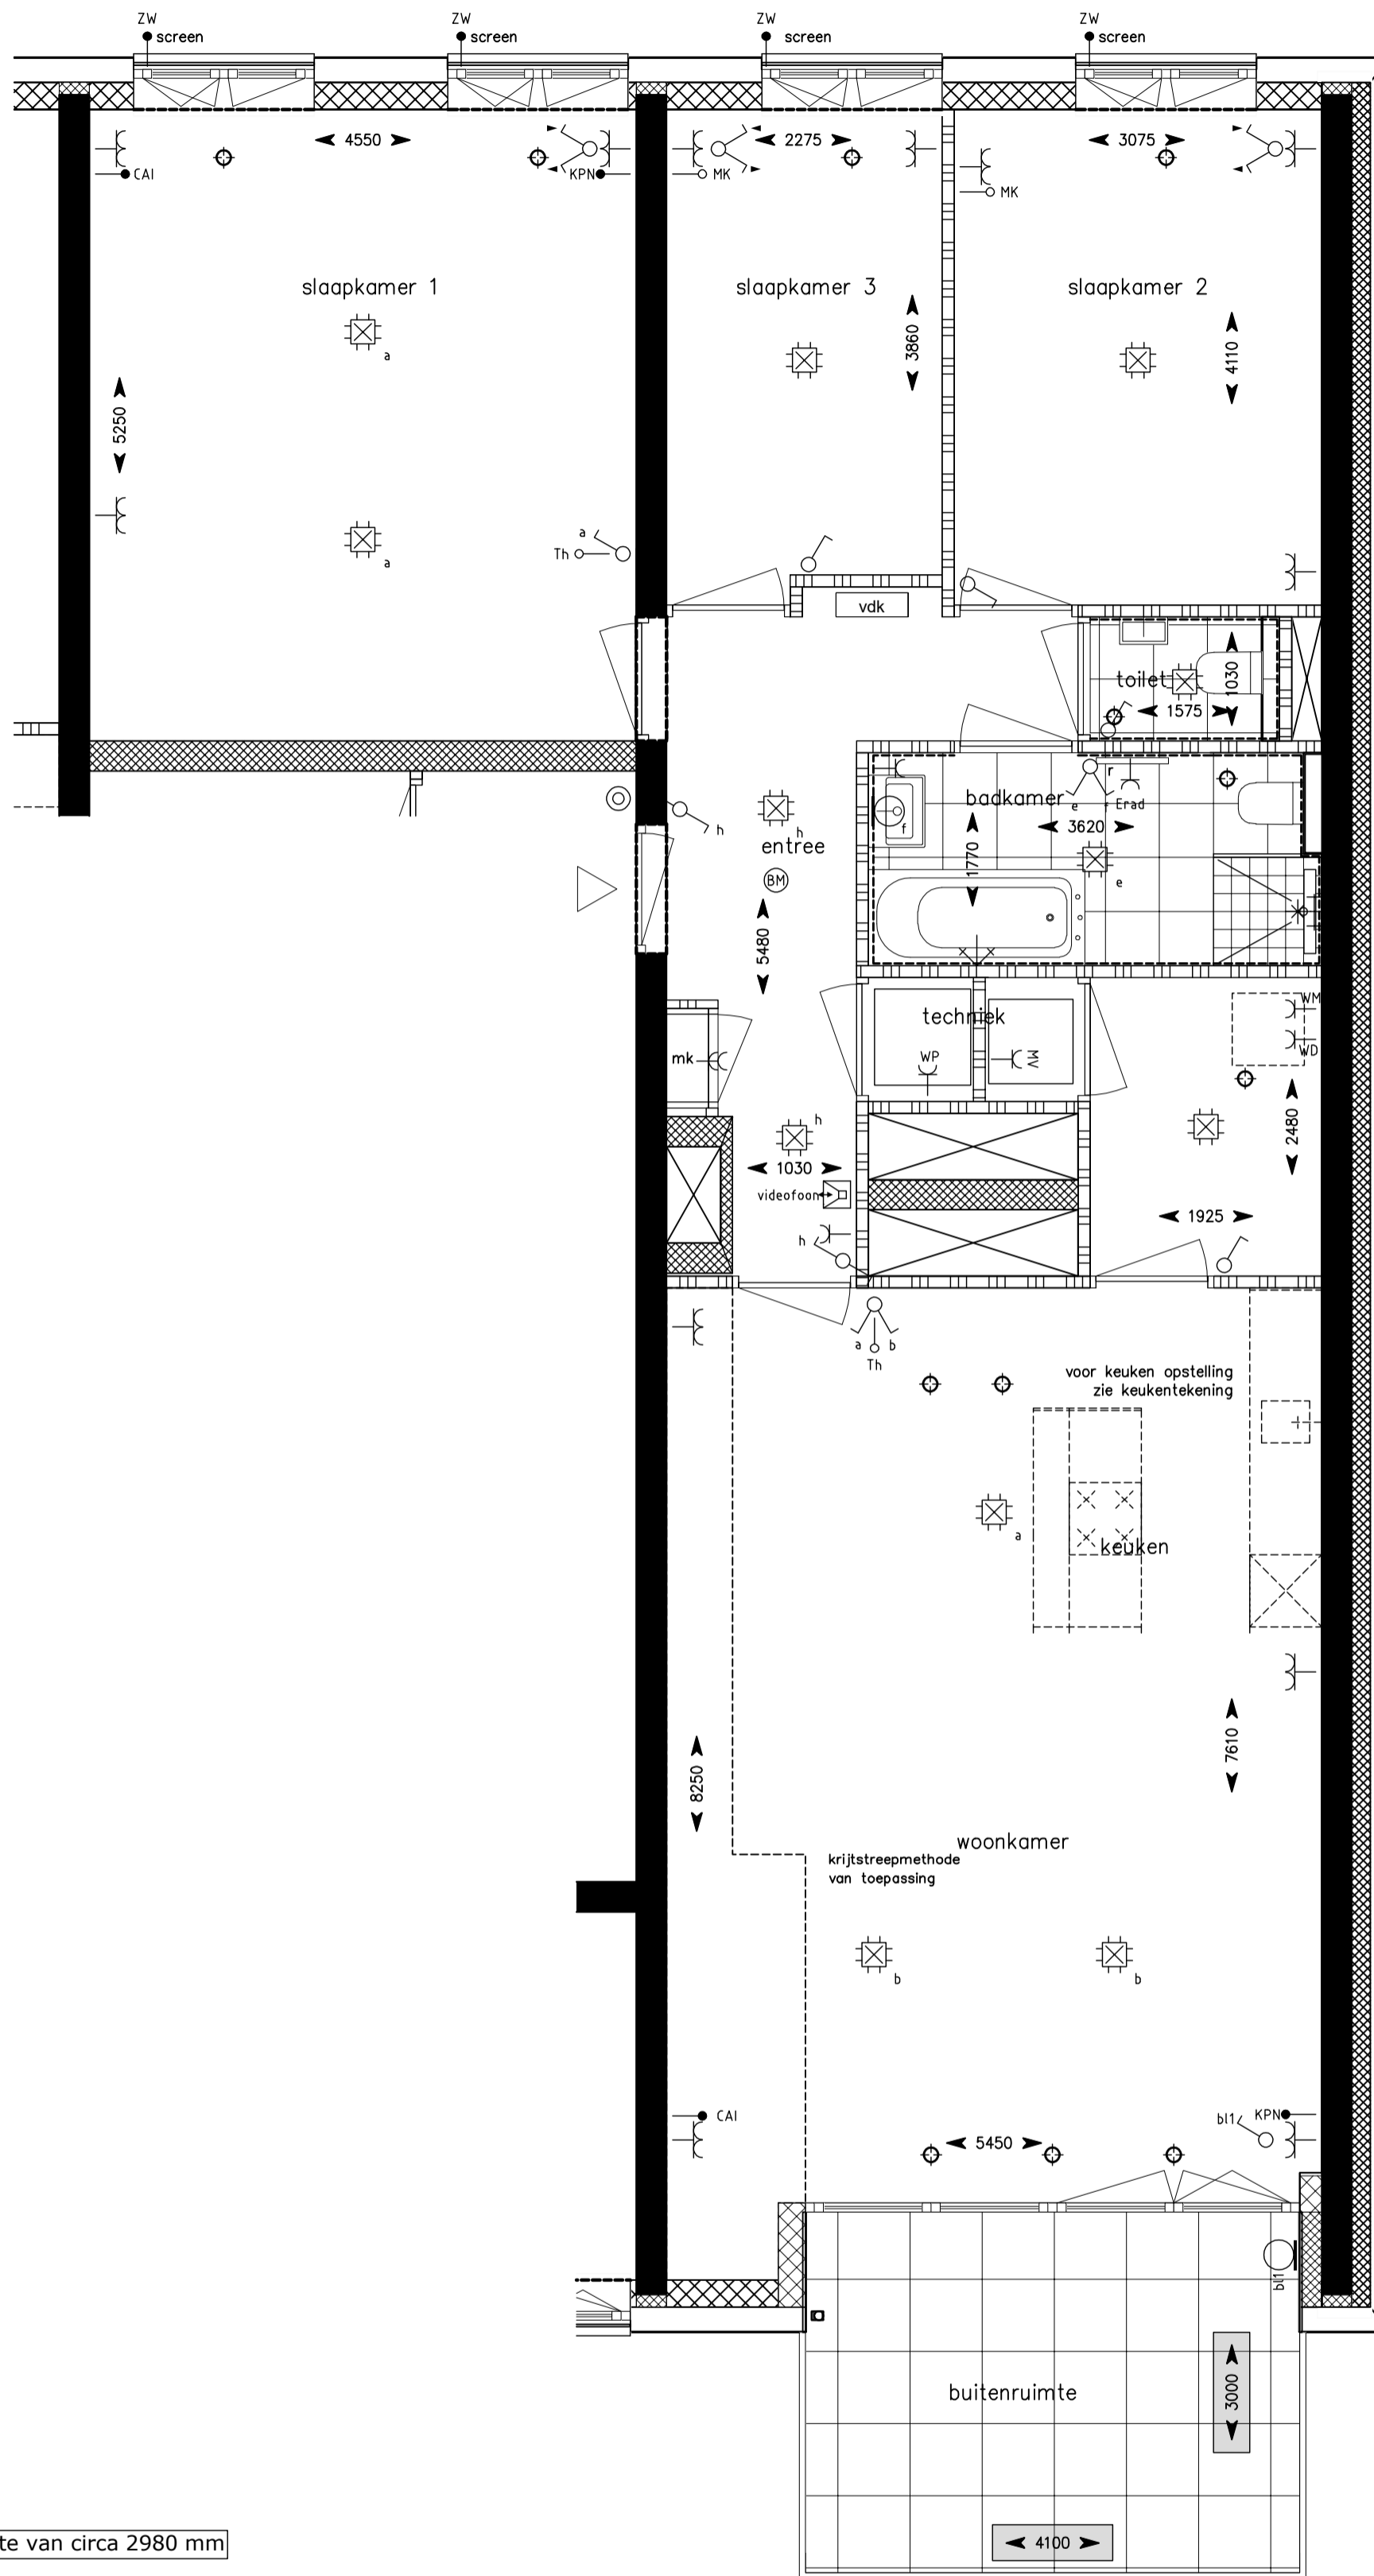 ZW ZW ZW ZW
screen screen screen screen
4550 2275 3075
CAI KPN MK MK
slaapkamer 1 slaapkamer 3 slaapkamer 2
a
3860 4110
5250
a
Th a
vdk
toilet 1030
1575
badkamer r
e f Erad
h h f 3620
entree 1770
BM e
5480
techniek WM
mk WP MV WD
h 2480
1030
videofoon
1925
h
a b
Th
voor keuken opstelling
zie keukentekening
a
keuken
7610
8250
woonkamer
krijtstreepmethode
van toepassing
b b
CAI bl1 KPN
5450
bl1
buitenruimte 3000
4100
te van circa 2980 mm